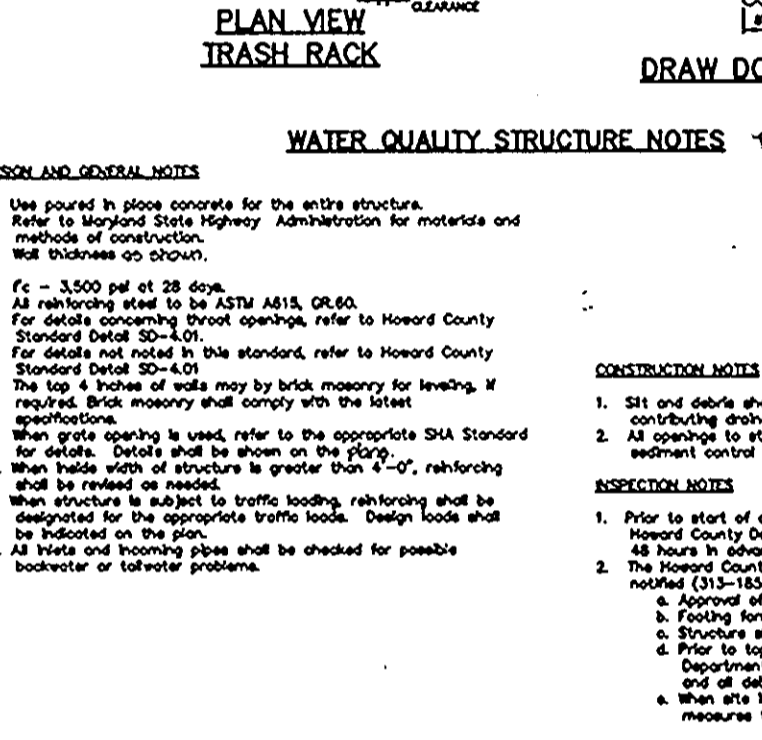 CLEARANCE
PLAN VIEW
TRASH RACK
DRAW DO
WATER QUALITY STRUCTURE NOTES
SIGN AND GENERAL NOTES
Use poured in place concrete for the entire structure.
Refer to Maryland State Highway Administration for materials and
methods of construction.
Wall thickness as shown.
f'c - 3,500 psi at 28 days.
All reinforcing steel to be ASTM A615, GR.60.
For details concerning throat openings, refer to Howard County
Standard Detail SD-4.01.
For details not noted in this standard, refer to Howard County
Standard Detail SD-4.01
The top 4 inches of walls may by brick masonry for leveling, if
required. Brick masonry shall comply with the latest
specifications.
When grate opening is used, refer to the appropriate SHA Standard
for details. Details shall be shown on the plans.
When inside width of structure is greater than 4'-0", reinforcing
shall be revised as needed.
When structure is subject to traffic loading, reinforcing shall be
designated for the appropriate traffic loads. Design loads shall
be indicated on the plan.
All inlets and incoming pipes shall be checked for possible
backwater or tailwater problems.
CONSTRUCTION NOTES
1. Silt and debris sh
contributing drain
2. All openings to st
sediment control
INSPECTION NOTES
1. Prior to start of
Howard County De
48 hours in advan
2. The Howard Count
notified (313-185
a. Approval of
b. Footing for
c. Structure
d. Prior to to
Departmen
and all de
e. When site
measures